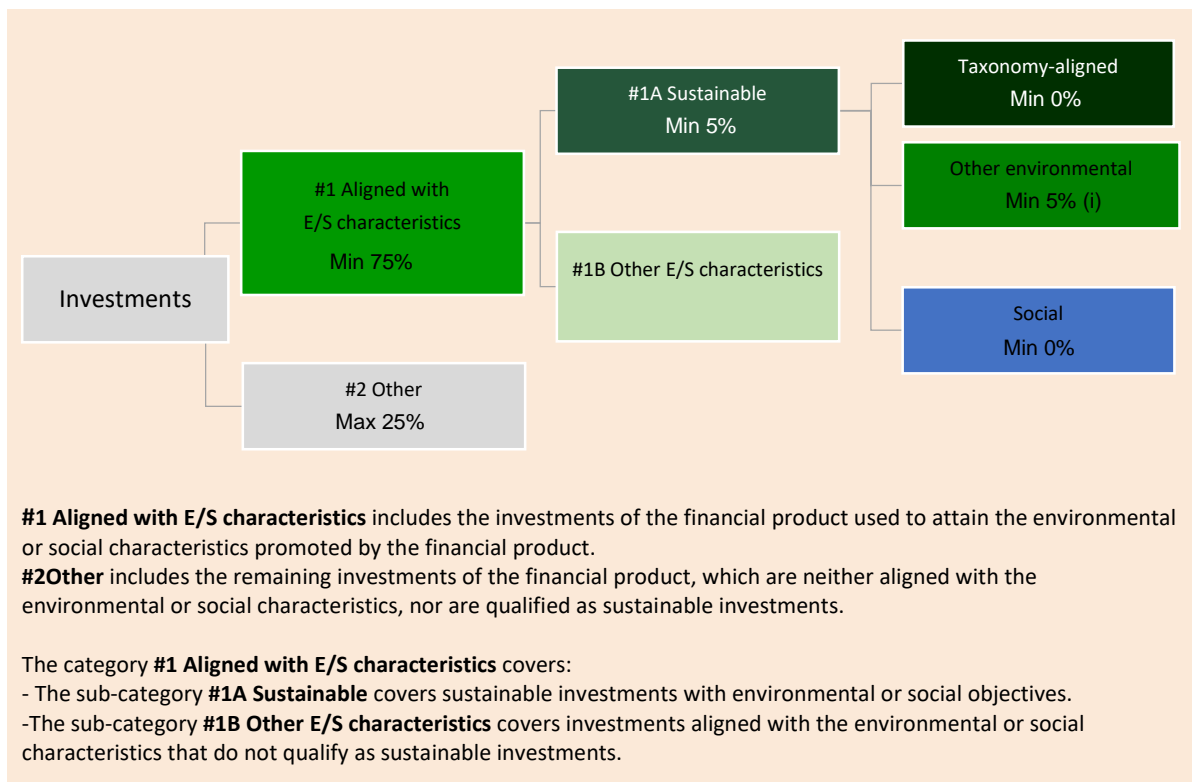 Investments
#1 Aligned with
E/S characteristics
Min 75%
#2 Other
Max 25%
#1A Sustainable
Min 5%
#1B Other E/S characteristics
Taxonomy-aligned
Min 0%
Other environmental
Min 5% (i)
Social
Min 0%
#1 Aligned with E/S characteristics includes the investments of the financial product used to attain the environmental
or social characteristics promoted by the financial product.
#2Other includes the remaining investments of the financial product, which are neither aligned with the
environmental or social characteristics, nor are qualified as sustainable investments.
The category #1 Aligned with E/S characteristics covers:
- The sub-category #1A Sustainable covers sustainable investments with environmental or social objectives.
-The sub-category #1B Other E/S characteristics covers investments aligned with the environmental or social
characteristics that do not qualify as sustainable investments.